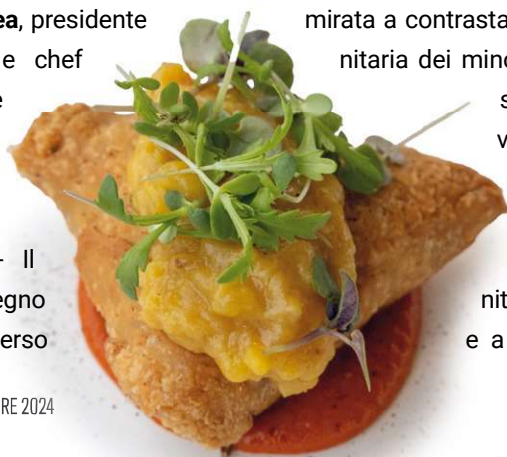 ea, presidente
e chef
e
- Il
egno
erso
RE 2024
mirata a contrasta
nitaria dei mino
s
v
nit
e a